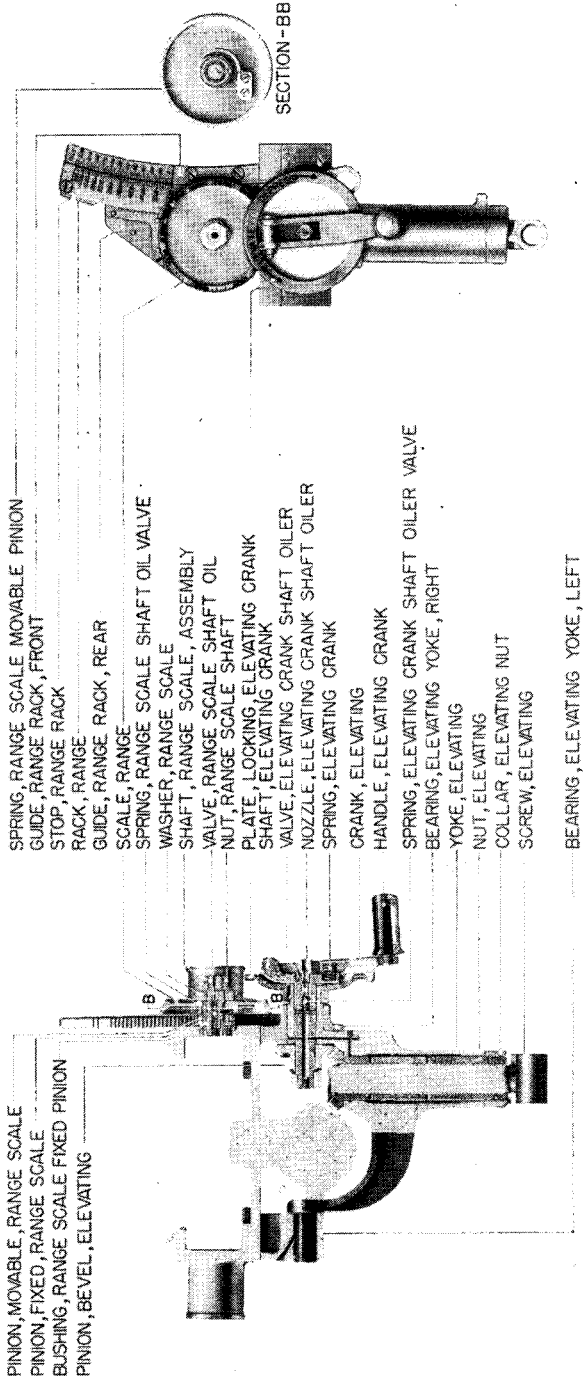 PINION, MOVABLE, RANGE SCALE
PINION, FIXED, RANGE SCALE
BUSHING, RANGE SCALE FIXED PINION
PINION, BEVEL, ELEVATING
B
B
SPRING, RANGE SCALE MOVABLE PINION
GUIDE, RANGE RACK, FRONT
STOP, RANGE RACK
RACK, RANGE
GUIDE, RANGE RACK, REAR
SCALE, RANGE
SPRING, RANGE SCALE SHAFT OIL VALVE
WASHER, RANGE SCALE
SHAFT, RANGE SCALE, ASSEMBLY
VALVE, RANGE SCALE SHAFT OIL
NUT, RANGE SCALE SHAFT
PLATE, LOCKING, ELEVATING CRANK
SHAFT, ELEVATING CRANK
VALVE, ELEVATING CRANK SHAFT OILER
NOZZLE, ELEVATING CRANK SHAFT OILER
SPRING, ELEVATING CRANK
CRANK, ELEVATING
HANDLE, ELEVATING CRANK
SPRING, ELEVATING CRANK SHAFT OILER VALVE
BEARING, ELEVATING YOKE, RIGHT
YOKE, ELEVATING
NUT, ELEVATING
COLLAR, ELEVATING NUT
SCREW, ELEVATING
BEARING, ELEVATING YOKE, LEFT
SECTION-BB